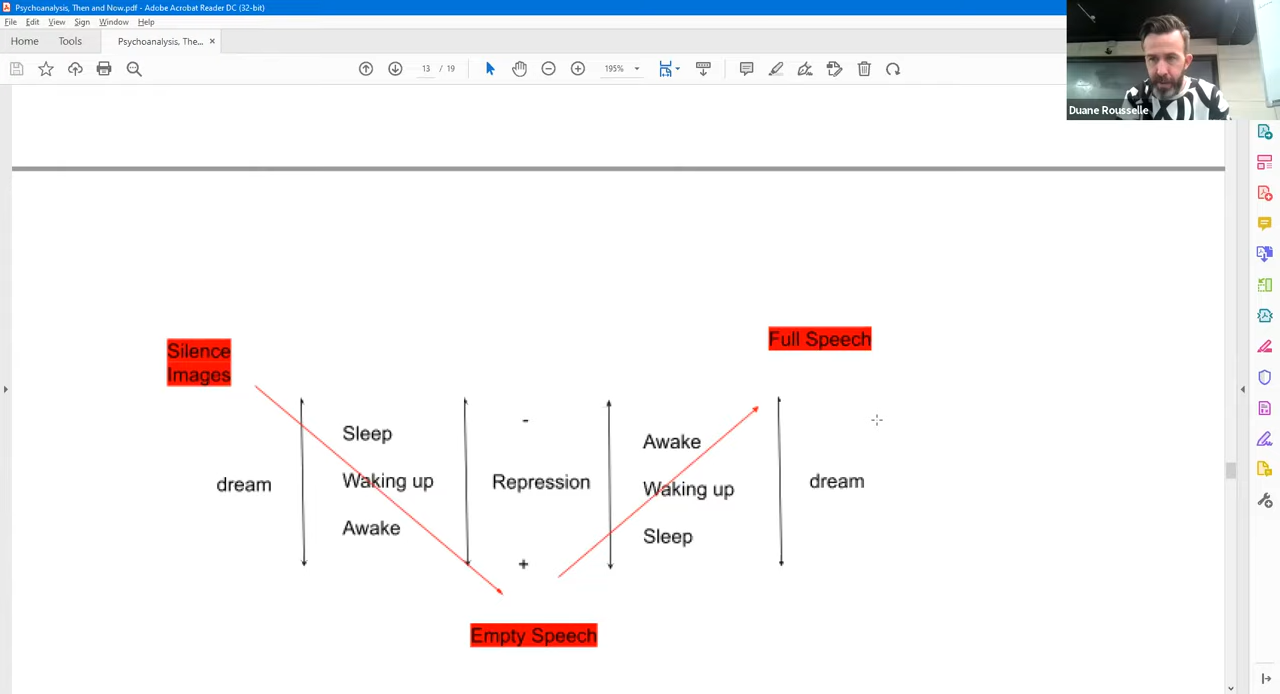 Psychoanalysis, Then and Now.pdf - Adobe Acrobat Reader DC (32-bit)
File Edit View Sign Window Help
Home Tools Psychoanalysis, The... ×
13 / 19 195%
Duane Rousselle
Silence
Images
Full Speech
Sleep
-
Awake
dream
Waking up
Repression
Waking up
dream
Awake
Sleep
+
Empty Speech